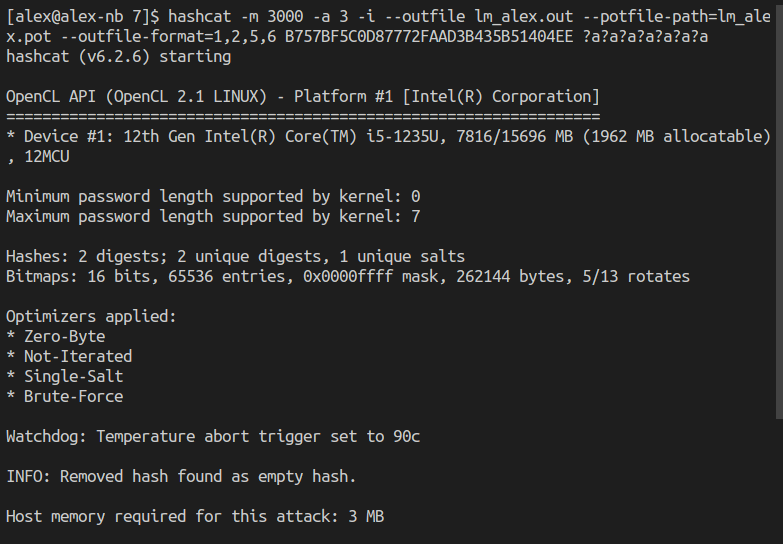 [alex@alex-nb 7]$ hashcat -m 3000 -a 3 -i --outfile lm_alex.out --potfile-path=lm_ale
x.pot --outfile-format=1,2,5,6 B757BF5C0D87772FAAD3B435B51404EE ?a?a?a?a?a?a?a
hashcat (v6.2.6) starting
OpenCL API (OpenCL 2.1 LINUX) - Platform #1 [Intel(R) Corporation]
==================================================================
* Device #1: 12th Gen Intel(R) Core(TM) i5-1235U, 7816/15696 MB (1962 MB allocatable)
, 12MCU
Minimum password length supported by kernel: 0
Maximum password length supported by kernel: 7
Hashes: 2 digests; 2 unique digests, 1 unique salts
Bitmaps: 16 bits, 65536 entries, 0x0000ffff mask, 262144 bytes, 5/13 rotates
Optimizers applied:
* Zero-Byte
* Not-Iterated
* Single-Salt
* Brute-Force
Watchdog: Temperature abort trigger set to 90c
INFO: Removed hash found as empty hash.
Host memory required for this attack: 3 MB